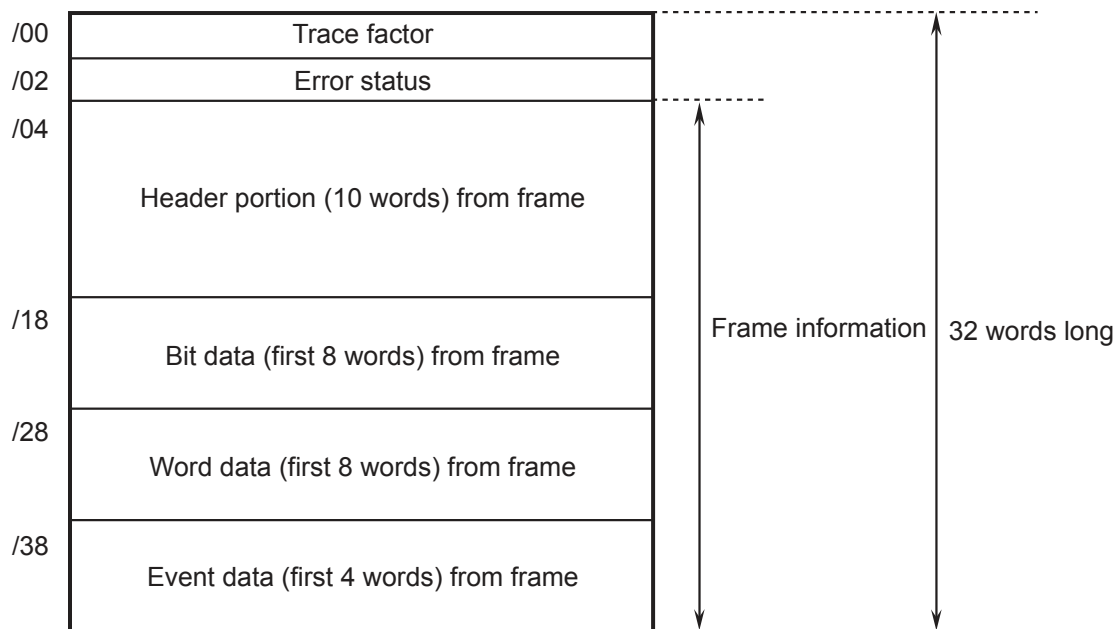 /00 Trace factor
/02 Error status
/04
Header portion (10 words) from frame
/18
Frame information
32 words long
Bit data (first 8 words) from frame
/28
Word data (first 8 words) from frame
/38
Event data (first 4 words) from frame